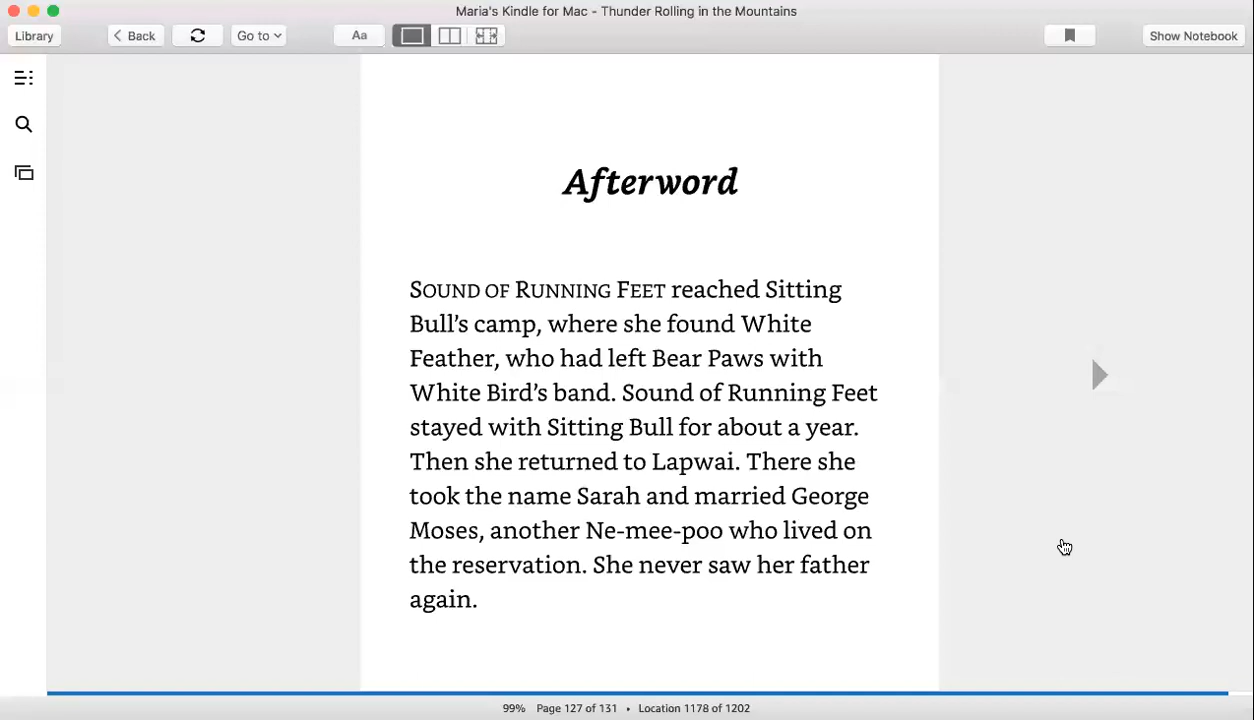 Maria's Kindle for Mac - Thunder Rolling in the Mountains
Library
Back
Go to
Aa
Show Notebook
Afterword
SOUND OF RUNNING FEET reached Sitting
Bull’s camp, where she found White
Feather, who had left Bear Paws with
White Bird’s band. Sound of Running Feet
stayed with Sitting Bull for about a year.
Then she returned to Lapwai. There she
took the name Sarah and married George
Moses, another Ne-mee-poo who lived on
the reservation. She never saw her father
again.
99% Page 127 of 131 • Location 1178 of 1202